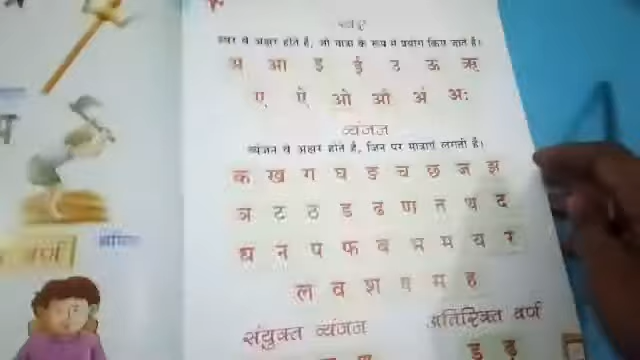 स्वर
स्वर वे अक्षर होते हैं, जो मात्रा के रूप में प्रयोग किए जाते हैं।
अ आ इ ई उ ऊ ऋ
ए ऐ ओ औ अं अः
व्यंजन
व्यंजन वे अक्षर होते हैं, जिन पर मात्राएँ लगती हैं।
क ख ग घ ङ च छ ज झ
ञ ट ठ ड ढ ण त थ द
ध न प फ ब भ म य र
ल व श ष स ह
संयुक्त व्यंजन अतिरिक्त वर्ण
ड़ ढ़